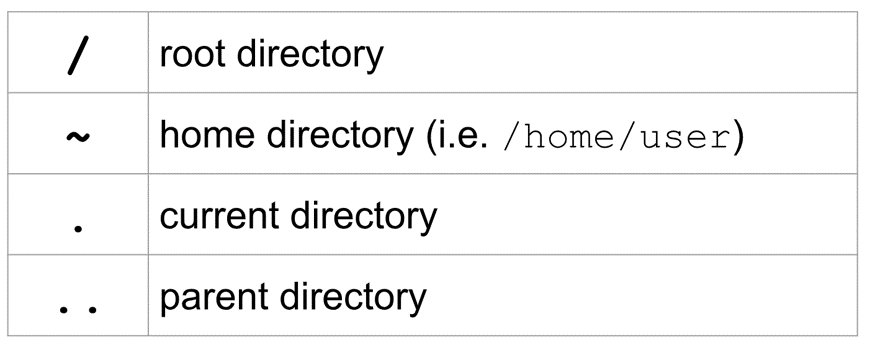 / root directory
~ home directory (i.e. /home/user)
. current directory
.. parent directory